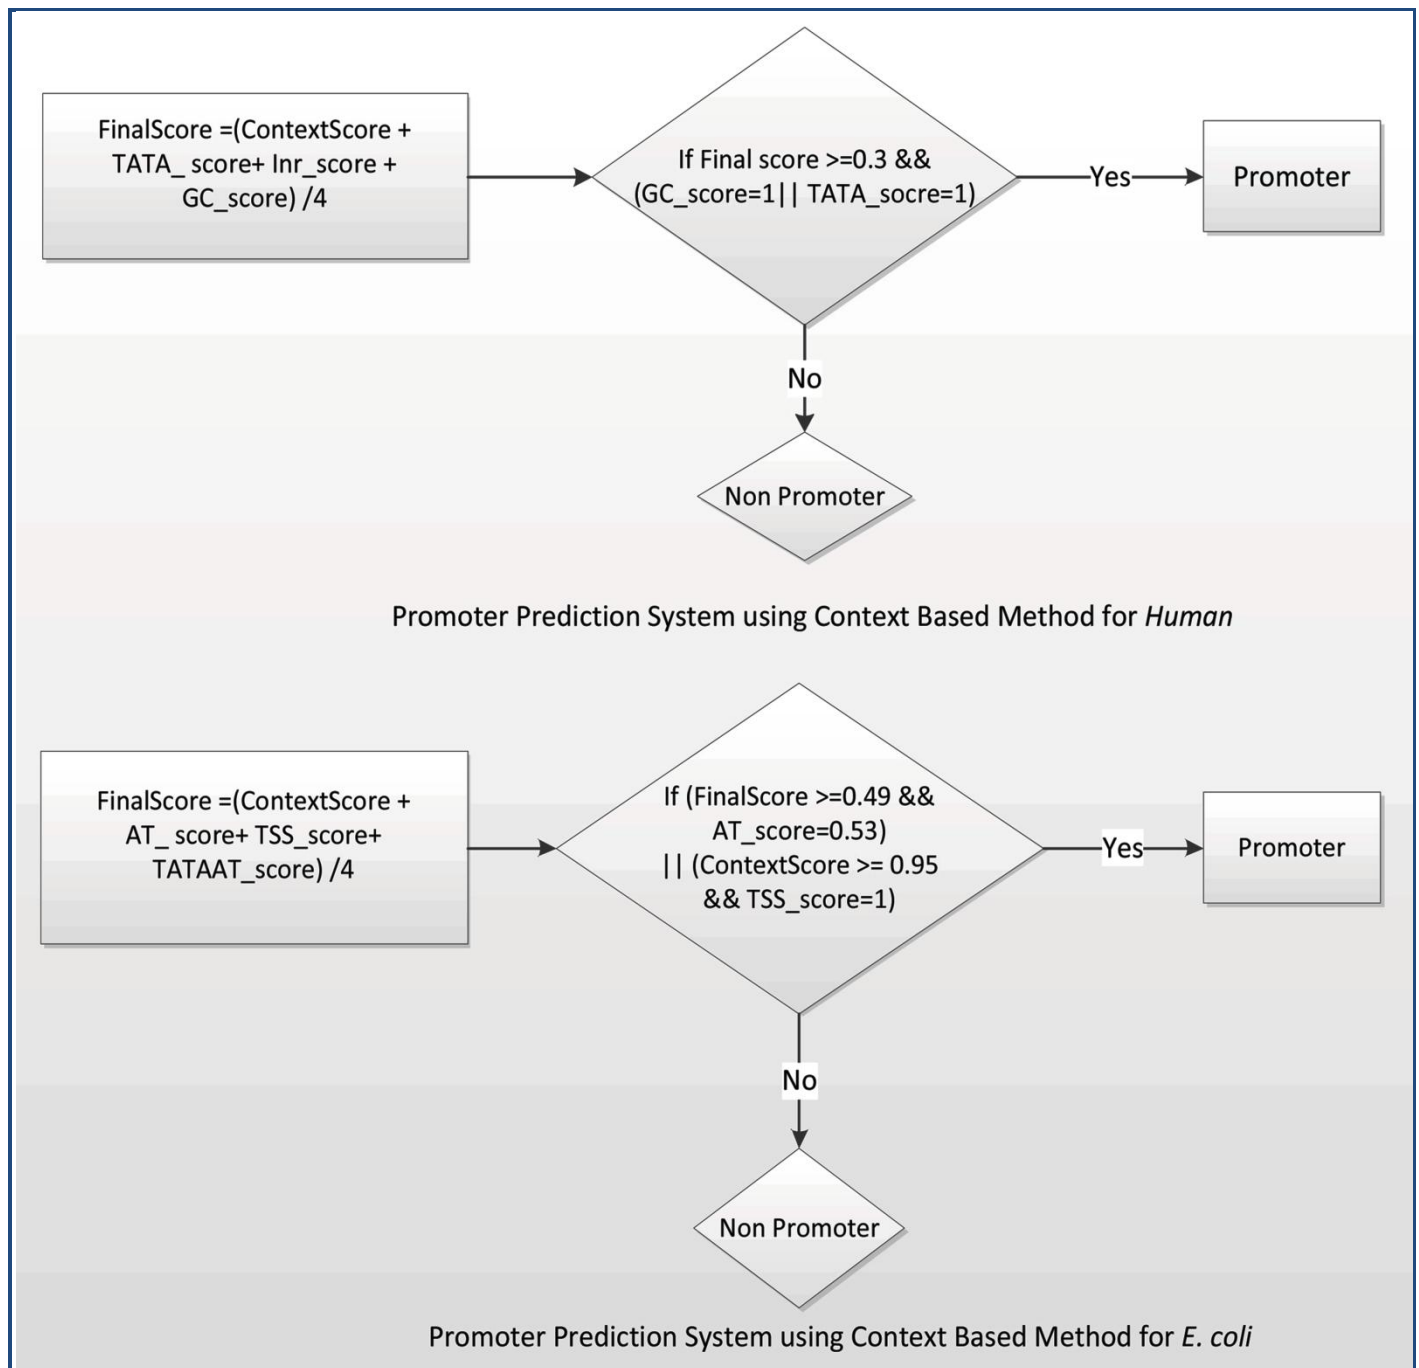 FinalScore =(ContextScore +
TATA_ score+ Inr_score +
GC_score) /4
If Final score >=0.3 &&
(GC_score=1|| TATA_socre=1)
Yes
Promoter
No
Non Promoter
Promoter Prediction System using Context Based Method for Human
FinalScore =(ContextScore +
AT_ score+ TSS_score+
TATAAT_score) /4
If (FinalScore >=0.49 &&
AT_score=0.53)
|| (ContextScore >= 0.95
&& TSS_score=1)
Yes
Promoter
No
Non Promoter
Promoter Prediction System using Context Based Method for E. coli